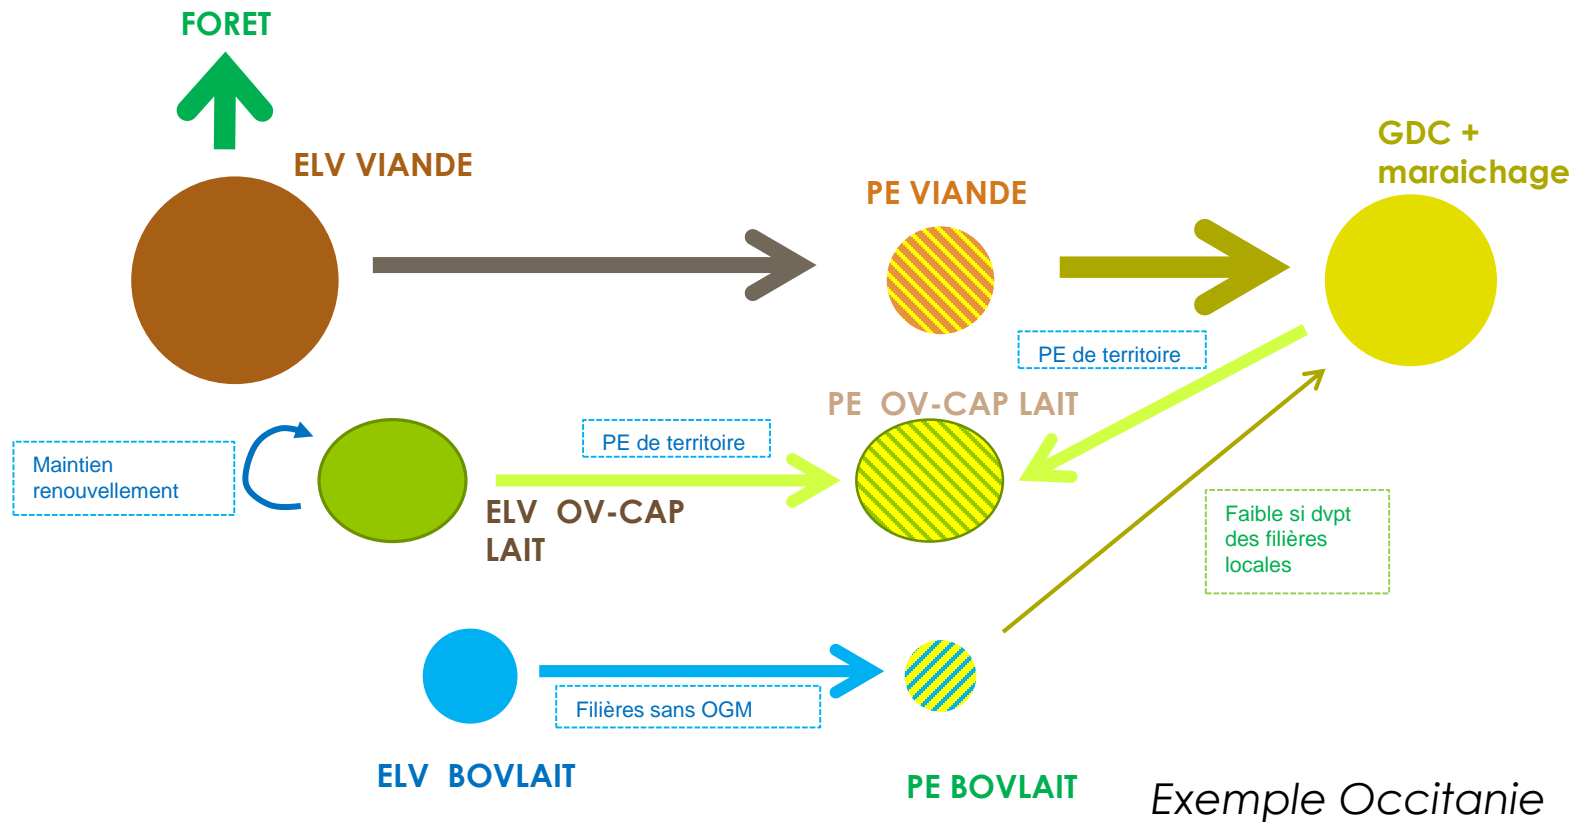 FORET
ELV VIANDE
GDC +
maraichage
PE VIANDE
PE de territoire
PE OV-CAP LAIT
PE de territoire
Maintien
renouvellement
ELV OV-CAP
LAIT
Faible si dvpt
des filières
locales
Filières sans OGM
ELV BOVLAIT
PE BOVLAIT
Exemple Occitanie